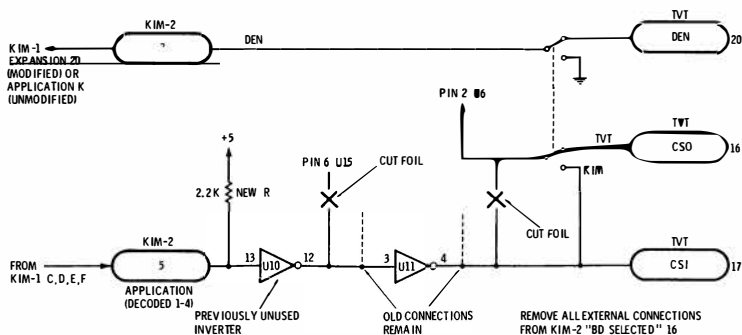 KIM-2
DEN
TVT
DEN
20
KIM-1
EXPANSION 20
(MODIFIED) OR
APPLICATION K
(UNMODIFIED)
PIN 2 U6
TVT
TVT
CSO
16
KIM
+5
PIN 6 U15
CUT FOIL
2.2K
NEW R
CUT FOIL
KIM-2
FROM
KIM-1 C,D,E,F
5
13
U10
12
3
U11
4
TVT
CSI
17
APPLICATION
(DECODED 1-4)
PREVIOUSLY UNUSED
INVERTER
OLD CONNECTIONS
REMAIN
REMOVE ALL EXTERNAL CONNECTIONS
FROM KIM-2 "BD SELECTED" 16